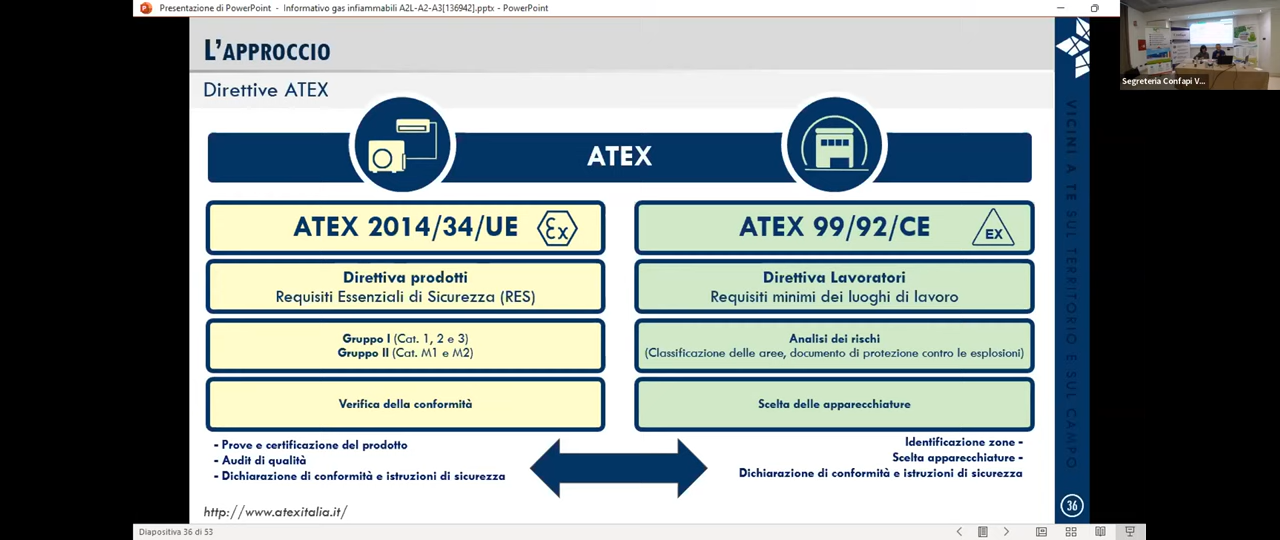 Presentazione di PowerPoint - Informativo gas infiammabili A2L-A2-A3[136942].pptx - PowerPoint
L'APPROCCIO
Direttive ATEX
ATEX
ATEX 2014/34/UE
Ex
Direttiva prodotti
Requisiti Essenziali di Sicurezza (RES)
Gruppo I (Cat. 1, 2 e 3)
Gruppo II (Cat. M1 e M2)
Verifica della conformità
- Prove e certificazione del prodotto
- Audit di qualità
- Dichiarazione di conformità e istruzioni di sicurezza
ATEX 99/92/CE
EX
Direttiva Lavoratori
Requisiti minimi dei luoghi di lavoro
Analisi dei rischi
(Classificazione delle aree, documento di protezione contro le esplosioni)
Scelta delle apparecchiature
Identificazione zone -
Scelta apparecchiature -
Dichiarazione di conformità e istruzioni di sicurezza
http://www.atexitalia.it/
VICINI A TE SUL TERRITORIO E SUL CAMPO
36
Diapositiva 36 di 53
Segreteria Confapi V...